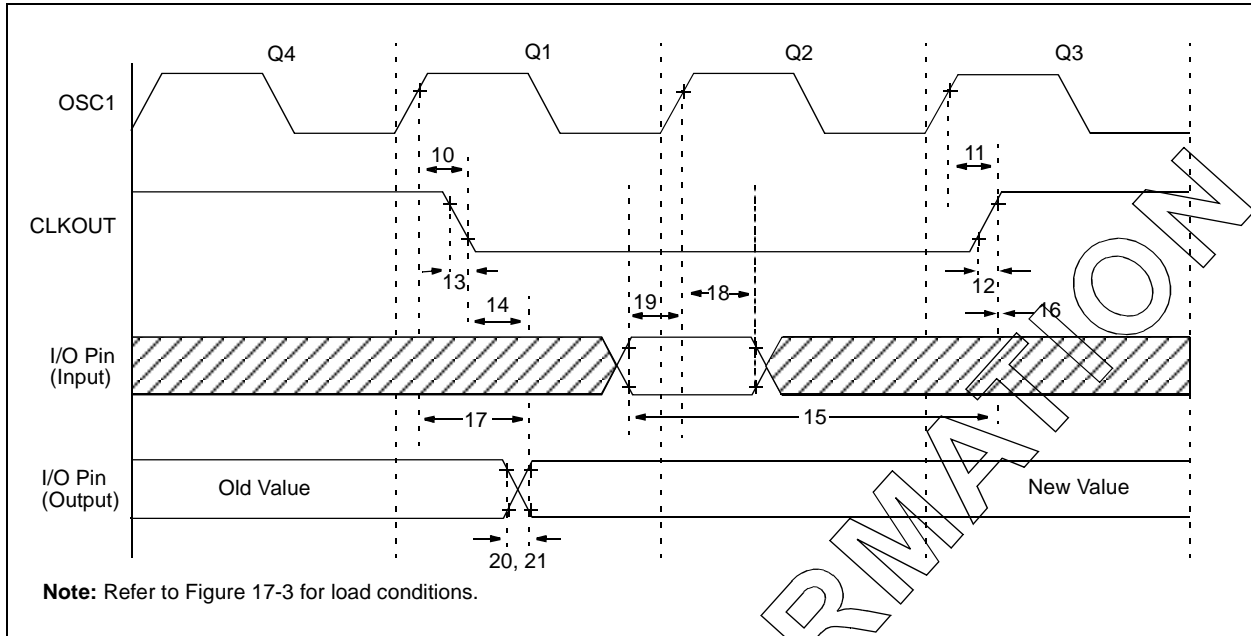 Q4 Q1 Q2 Q3
OSC1
10 11
CLKOUT
13 12
14 19 18 16
I/O Pin
(Input)
17 15
I/O Pin
(Output)
Old Value New Value
20, 21
Note: Refer to Figure 17-3 for load conditions.
RMATION